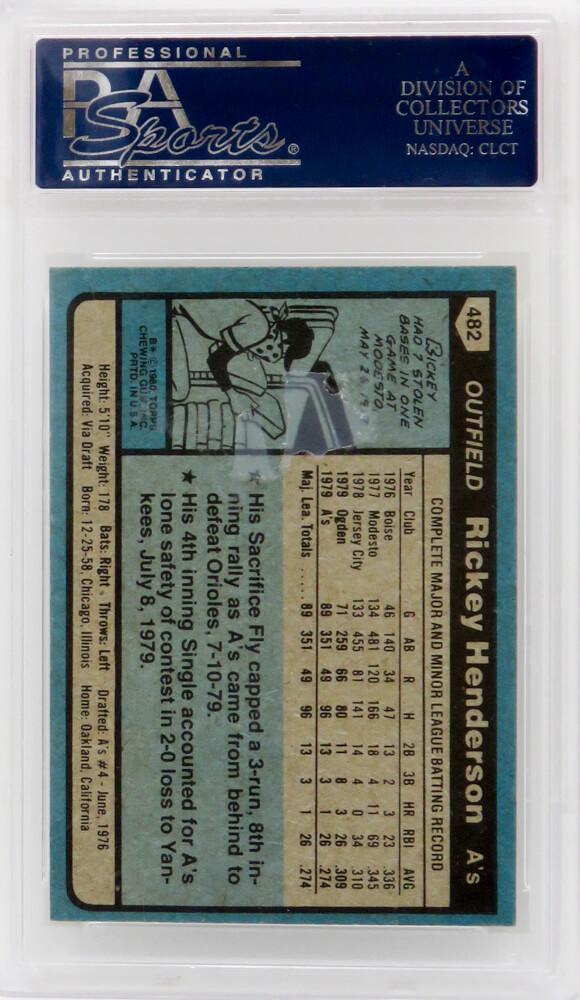 PROFESSIONAL
PSA
Sports®
AUTHENTICATOR
A
DIVISION OF
COLLECTORS
UNIVERSE
NASDAQ: CLCT
482 OUTFIELD Rickey Henderson A's
RICKEY
HAD 7 STOLEN
BASES IN ONE
GAME AT
MODESTO,
MAY 26, 1977
B* © 1980 TOPPS
CHEWING GUM, INC.
PRTD. IN U.S.A.
COMPLETE MAJOR AND MINOR LEAGUE BATTING RECORD
Year Club G AB R H 2B 3B HR RBI AVG
1976 Boise 46 140 34 47 13 2 3 23 .336
1977 Modesto 134 481 120 166 18 4 11 69 .345
1978 Jersey City 133 455 81 141 14 4 0 34 .310
1979 Ogden 71 259 66 80 11 8 3 26 .309
1979 A's 89 351 49 96 13 3 1 26 .274
Maj. Lea. Totals ..... 89 351 49 96 13 3 1 26 .274
★ His Sacrifice Fly capped a 3-run, 8th in-
ning rally as A's came from behind to
defeat Orioles, 7-10-79.
★ His 4th inning Single accounted for A's
lone safety of contest in 2-0 loss to Yan-
kees, July 8, 1979.
Height: 5'10" Weight: 178 Bats: Right Throws: Left Drafted: A's #4 - June, 1976
Acquired: Via Draft Born: 12-25-58, Chicago, Illinois Home: Oakland, California